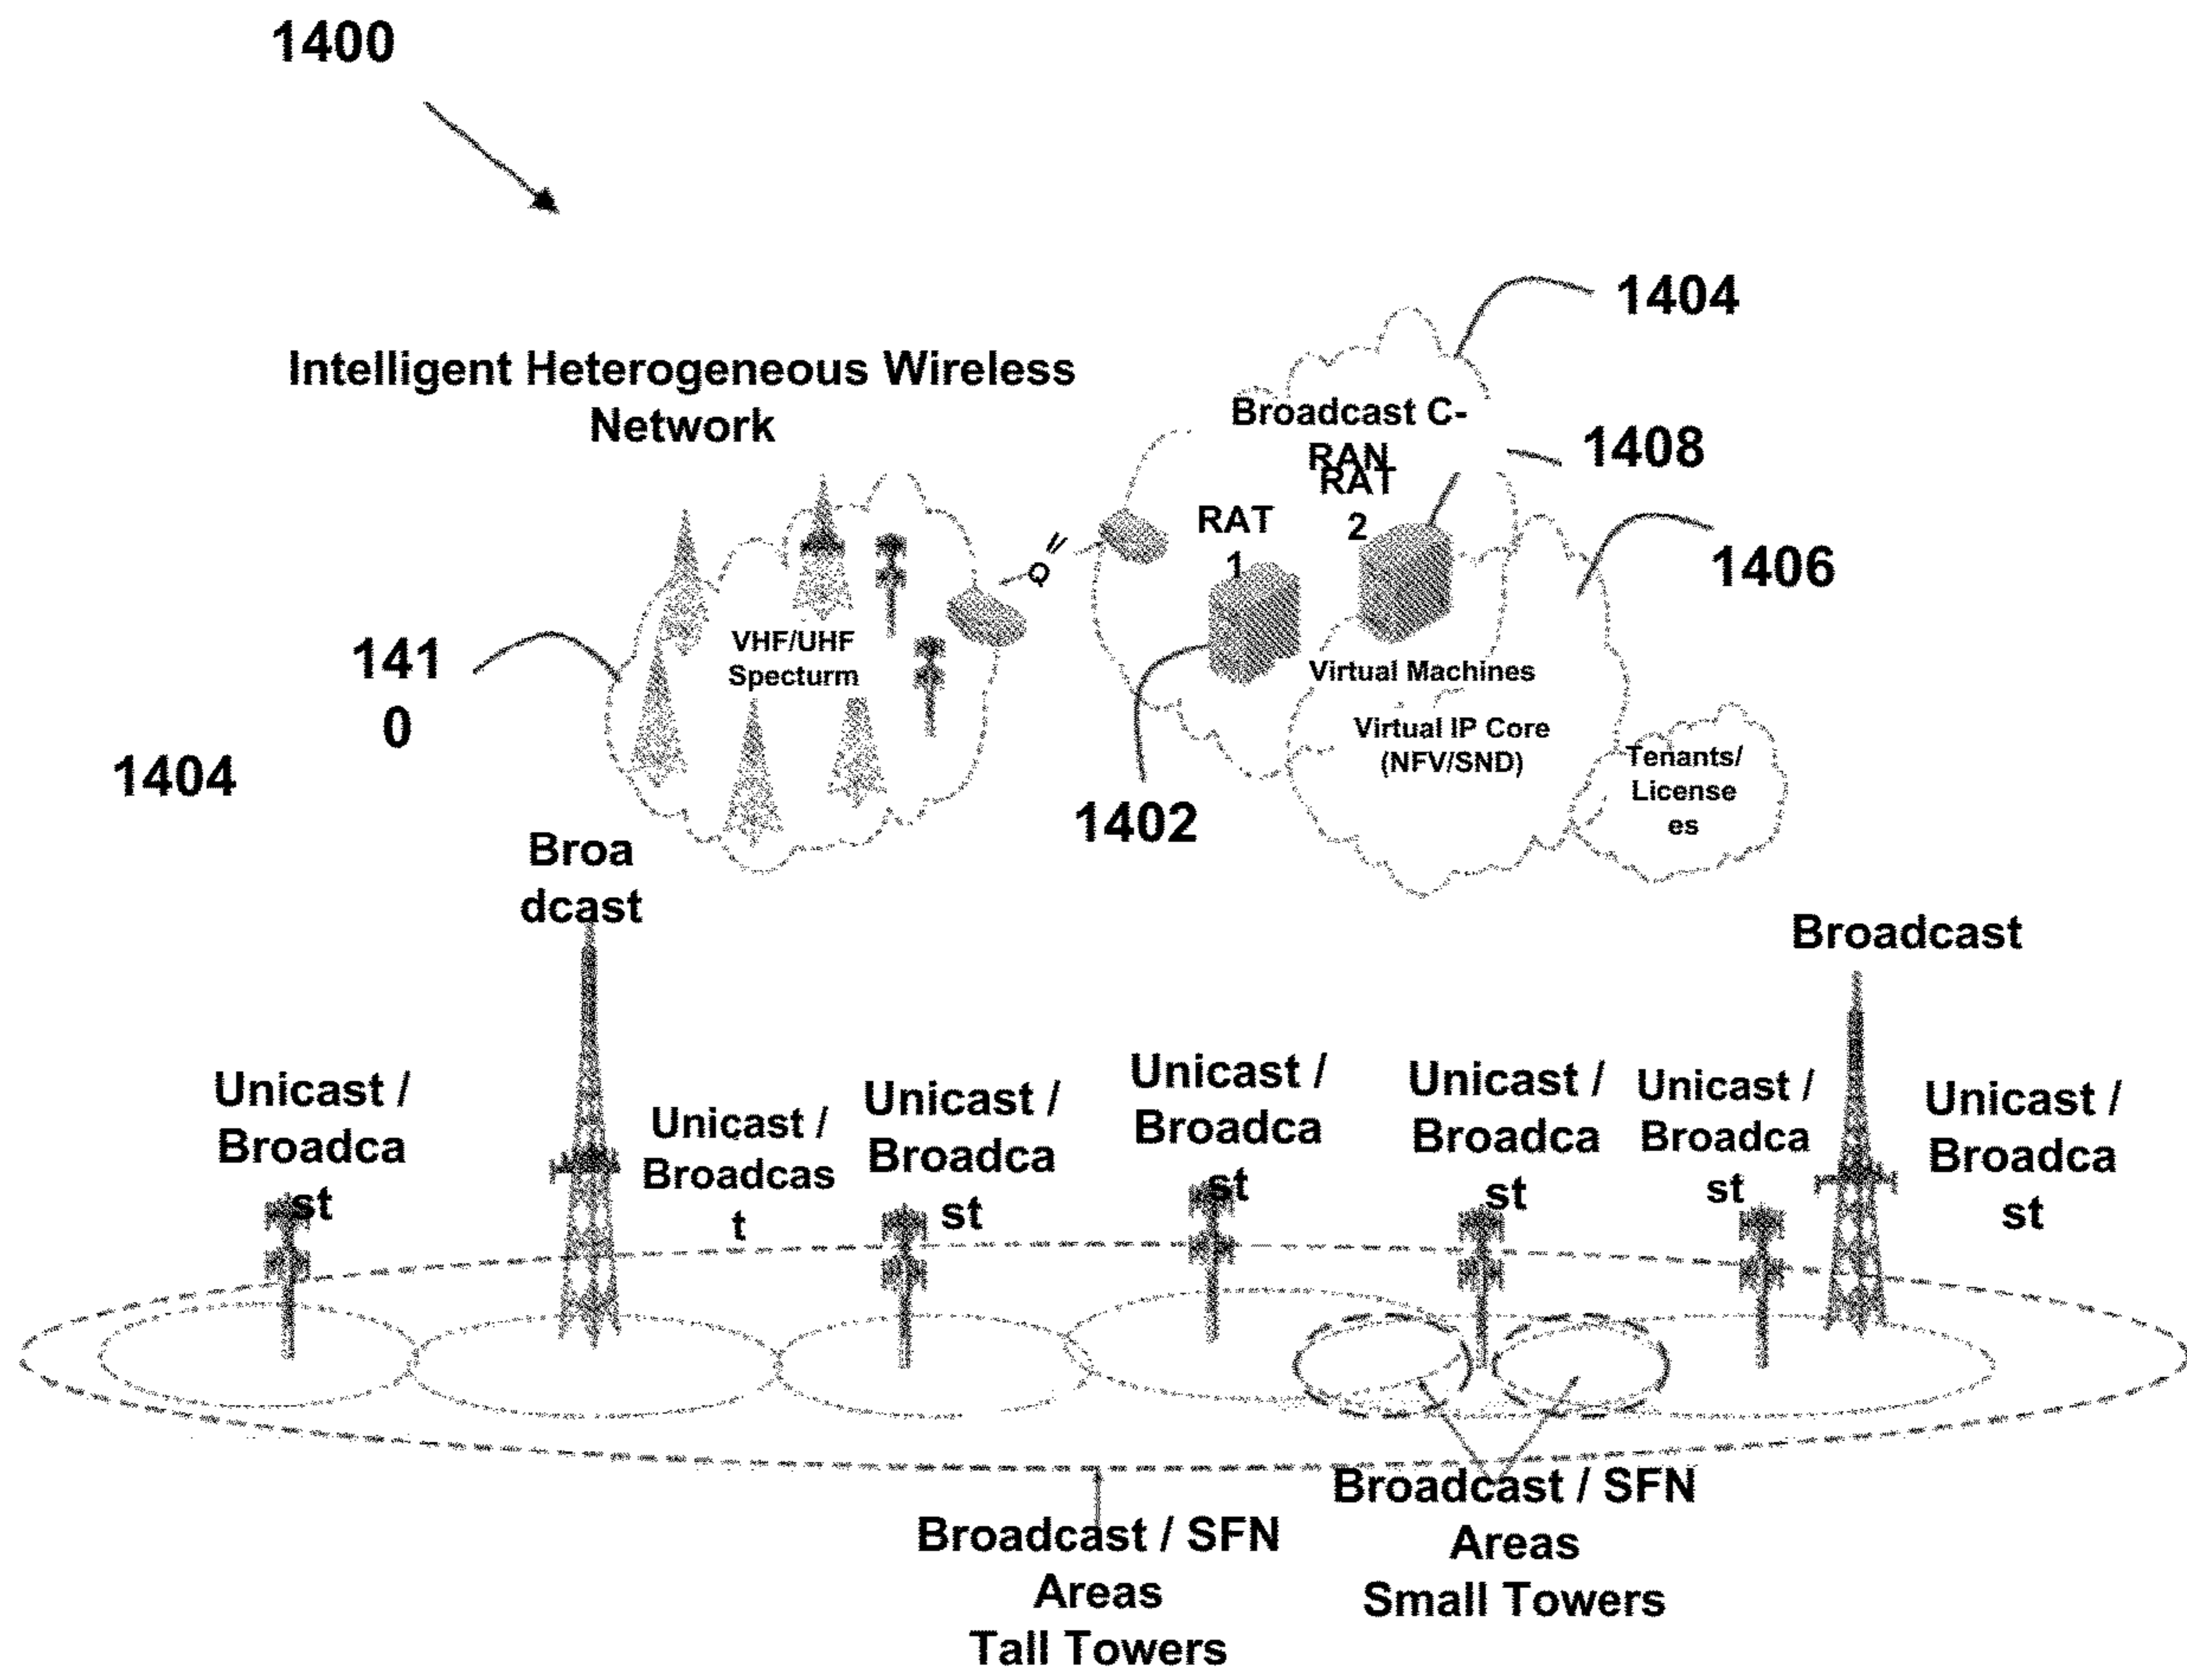 1400
1404
Intelligent Heterogeneous Wireless
Network
Broadcast C-
RAN
1408
RAT
2
RAT
1
1406
VHF/UHF
Specturm
141
0
Virtual Machines
Virtual IP Core
(NFV/SND)
Tenants/
License
es
1404
1402
Broa
dcast
Broadcast
Unicast /
Broadca
st
Unicast /
Broadcas
t
Unicast /
Broadca
st
Unicast /
Broadca
st
Unicast /
Broadca
st
Unicast /
Broadca
st
Unicast /
Broadca
st
Broadcast / SFN
Areas
Tall Towers
Broadcast / SFN
Areas
Small Towers